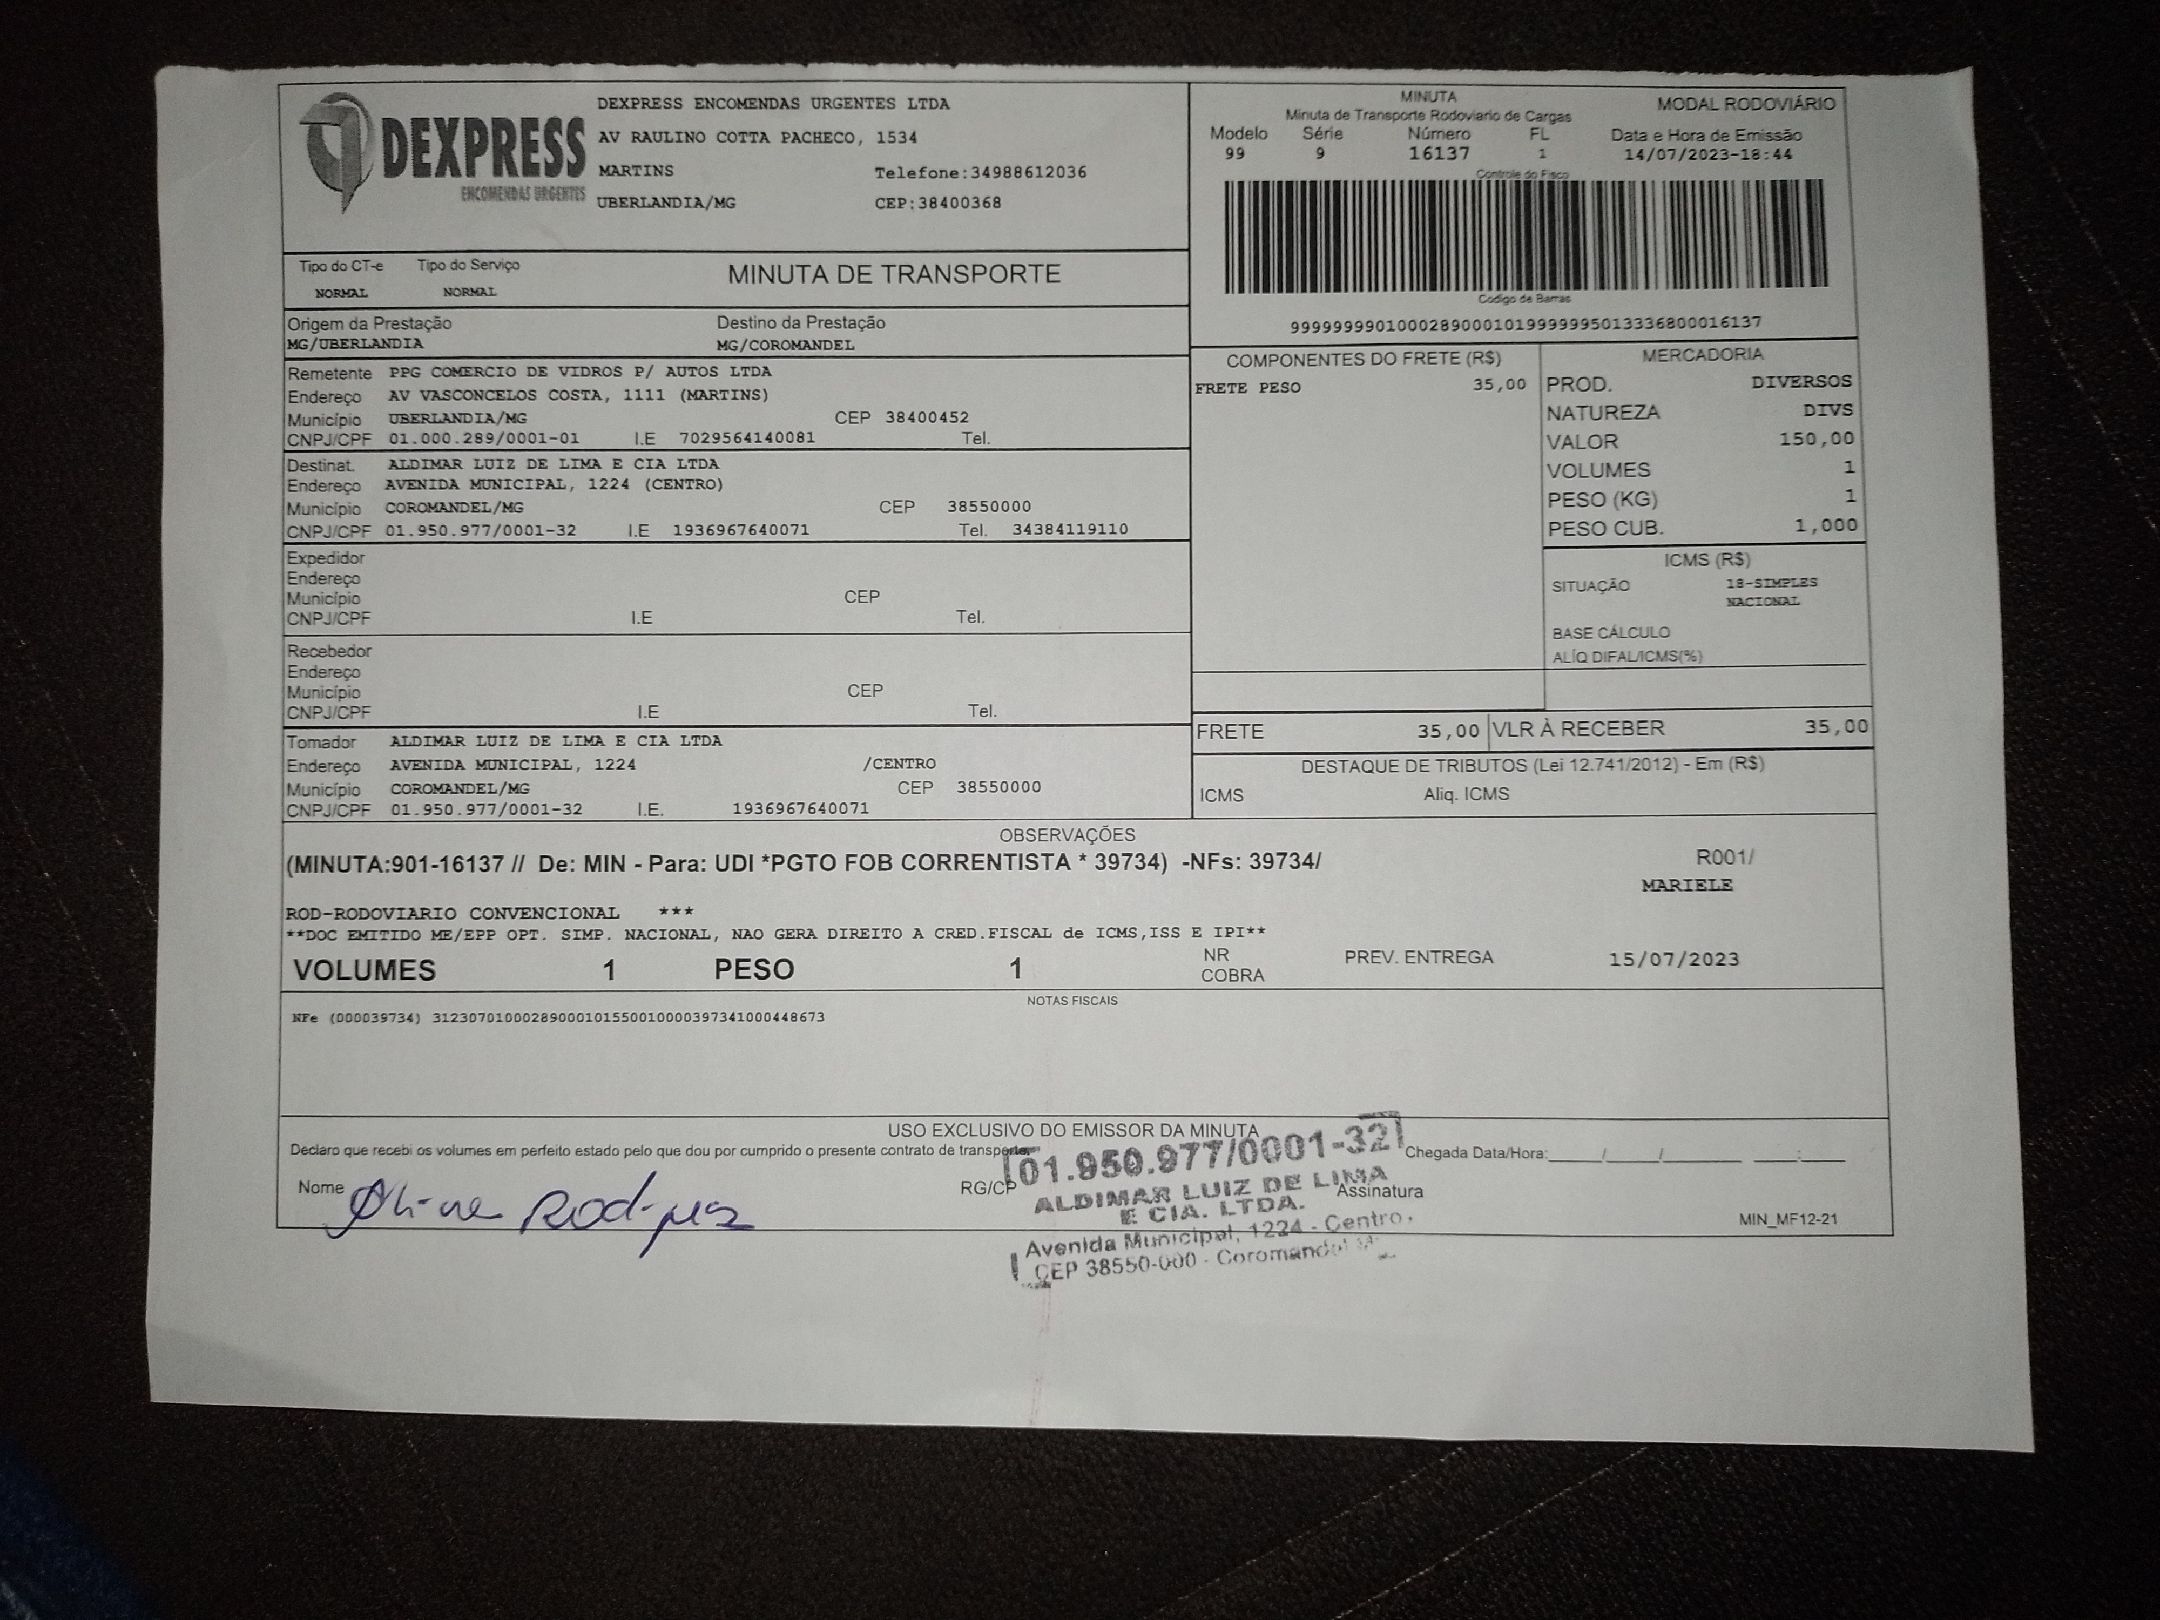 DEXPRESS
ENCOMENDAS URGENTES
DEXPRESS ENCOMENDAS URGENTES LTDA
AV RAULINO COTTA PACHECO, 1534
MARTINS Telefone:34988612036
UBERLANDIA/MG CEP:38400368
MINUTA MODAL RODOVIÁRIO
Minuta de Transporte Rodoviario de Cargas
Modelo Série Número FL Data e Hora de Emissão
99 9 16137 1 14/07/2023-18:44
Controle do Fisco
Codigo de Barras
99999999010002890001019999995013336800016137
Tipo do CT-e Tipo do Serviço MINUTA DE TRANSPORTE
NORMAL NORMAL
Origem da Prestação Destino da Prestação
MG/UBERLANDIA MG/COROMANDEL
Remetente PPG COMERCIO DE VIDROS P/ AUTOS LTDA
Endereço AV VASCONCELOS COSTA, 1111 (MARTINS)
Município UBERLANDIA/MG CEP 38400452
CNPJ/CPF 01.000.289/0001-01 I.E 7029564140081 Tel.
Destinat. ALDIMAR LUIZ DE LIMA E CIA LTDA
Endereço AVENIDA MUNICIPAL, 1224 (CENTRO)
Município COROMANDEL/MG CEP 38550000
CNPJ/CPF 01.950.977/0001-32 I.E 1936967640071 Tel. 34384119110
Expedidor
Endereço
Município CEP
CNPJ/CPF I.E Tel.
Recebedor
Endereço
Município CEP
CNPJ/CPF I.E Tel.
Tomador ALDIMAR LUIZ DE LIMA E CIA LTDA
Endereço AVENIDA MUNICIPAL, 1224 /CENTRO
Município COROMANDEL/MG CEP 38550000
CNPJ/CPF 01.950.977/0001-32 I.E. 1936967640071
COMPONENTES DO FRETE (R$)
FRETE PESO 35,00
MERCADORIA
PROD. DIVERSOS
NATUREZA DIVS
VALOR 150,00
VOLUMES 1
PESO (KG) 1
PESO CUB. 1,000
ICMS (R$)
SITUAÇÃO 18-SIMPLES
NACIONAL
BASE CÁLCULO
ALÍQ DIFAL/ICMS(%)
FRETE 35,00 VLR À RECEBER 35,00
DESTAQUE DE TRIBUTOS (Lei 12.741/2012) - Em (R$)
ICMS Aliq. ICMS
OBSERVAÇÕES
(MINUTA:901-16137 // De: MIN - Para: UDI *PGTO FOB CORRENTISTA * 39734) -NFs: 39734/ R001/
MARIELE
ROD-RODOVIARIO CONVENCIONAL ***
**DOC EMITIDO ME/EPP OPT. SIMP. NACIONAL, NAO GERA DIREITO A CRED.FISCAL de ICMS,ISS E IPI**
VOLUMES 1 PESO 1 NR COBRA PREV. ENTREGA 15/07/2023
NOTAS FISCAIS
NFe (000039734) 31230701000289000101550010000397341000448673
USO EXCLUSIVO DO EMISSOR DA MINUTA
Declaro que recebi os volumes em perfeito estado pelo que dou por cumprido o presente contrato de transporte. Chegada Data/Hora:____/____/______ ____:____
Nome Aline Rodrigues RG/CPF Assinatura
01.950.977/0001-32
ALDIMAR LUIZ DE LIMA
E CIA. LTDA.
Avenida Municipal, 1224 - Centro
CEP 38550-000 - Coromandel
MIN_MF12-21